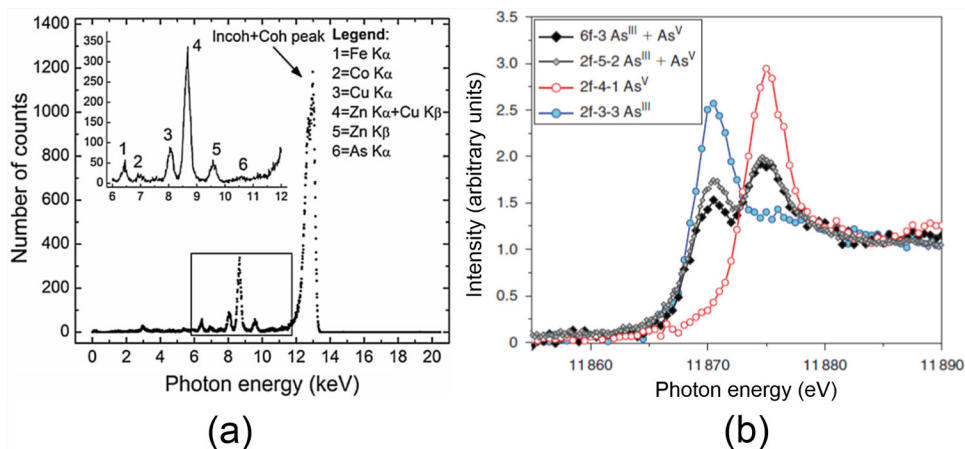 1400
1200
1000
800
600
400
200
0
Number of counts
350
300
250
200
150
100
50
0
6 7 8 9 10 11 12
1
2
3
4
5
6
Incoh+Coh peak
Legend:
1=Fe Kα
2=Co Kα
3=Cu Kα
4=Zn Kα+Cu Kβ
5=Zn Kβ
6=As Kα
0 2 4 6 8 10 12 14 16 18 20
Photon energy (keV)
(a)
3.5
3.0
2.5
2.0
1.5
1.0
0.5
0
Intensity (arbitrary units)
6f-3 Asᴵᴵᴵ + Asⱽ
2f-5-2 Asᴵᴵᴵ + Asⱽ
2f-4-1 Asⱽ
2f-3-3 Asᴵᴵᴵ
11 860 11 870 11 880 11 890
Photon energy (eV)
(b)